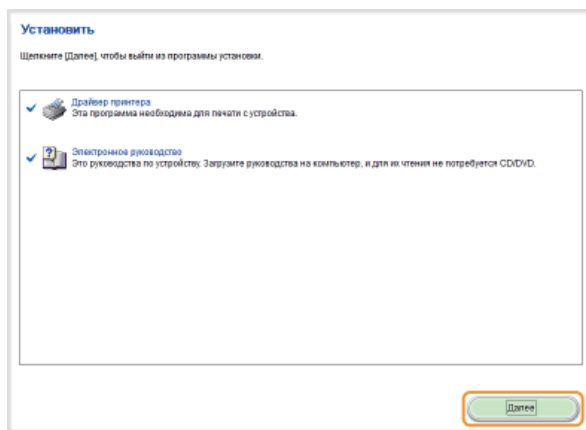 Установить
Щелкните [Далее], чтобы выйти из программы установки.
Драйвер принтера
Эта программа необходима для печати с устройства.
Электронное руководство
Это руководства по устройству. Загрузите руководства на компьютер, и для их чтения не потребуется CD/DVD.
Далее